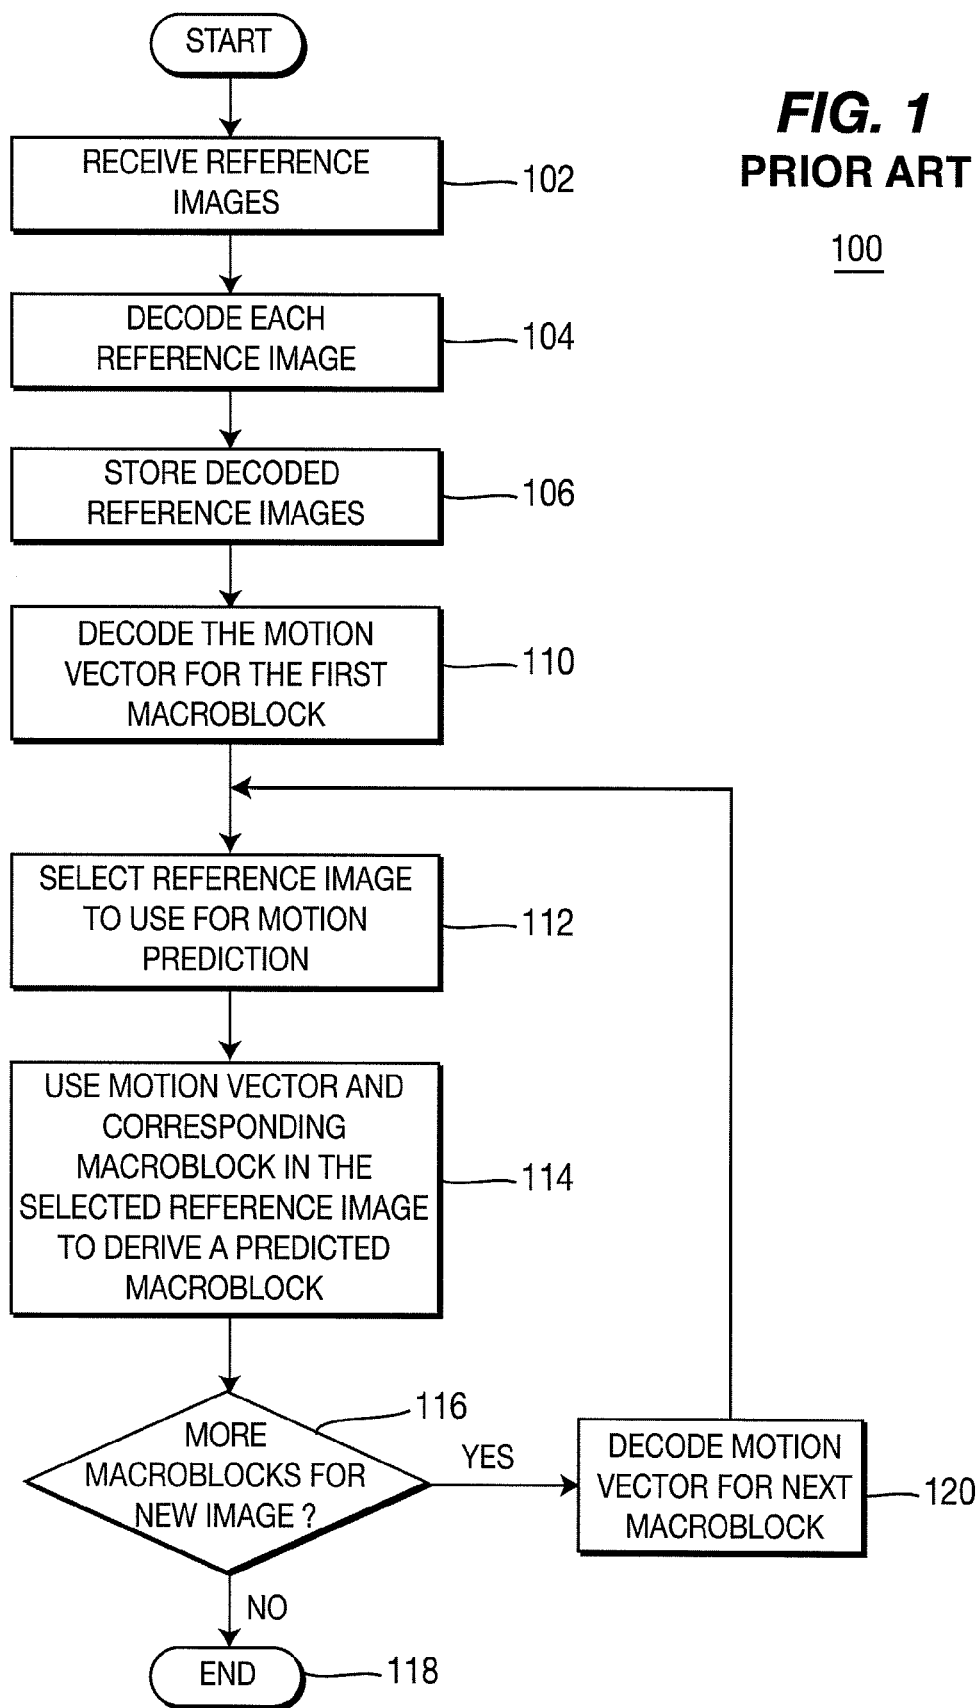 START
FIG. 1
PRIOR ART
100
RECEIVE REFERENCE
IMAGES
102
DECODE EACH
REFERENCE IMAGE
104
STORE DECODED
REFERENCE IMAGES
106
DECODE THE MOTION
VECTOR FOR THE FIRST
MACROBLOCK
110
SELECT REFERENCE IMAGE
TO USE FOR MOTION
PREDICTION
112
USE MOTION VECTOR AND
CORRESPONDING
MACROBLOCK IN THE
SELECTED REFERENCE IMAGE
TO DERIVE A PREDICTED
MACROBLOCK
114
MORE
MACROBLOCKS FOR
NEW IMAGE ?
116
YES
DECODE MOTION
VECTOR FOR NEXT
MACROBLOCK
120
NO
END
118